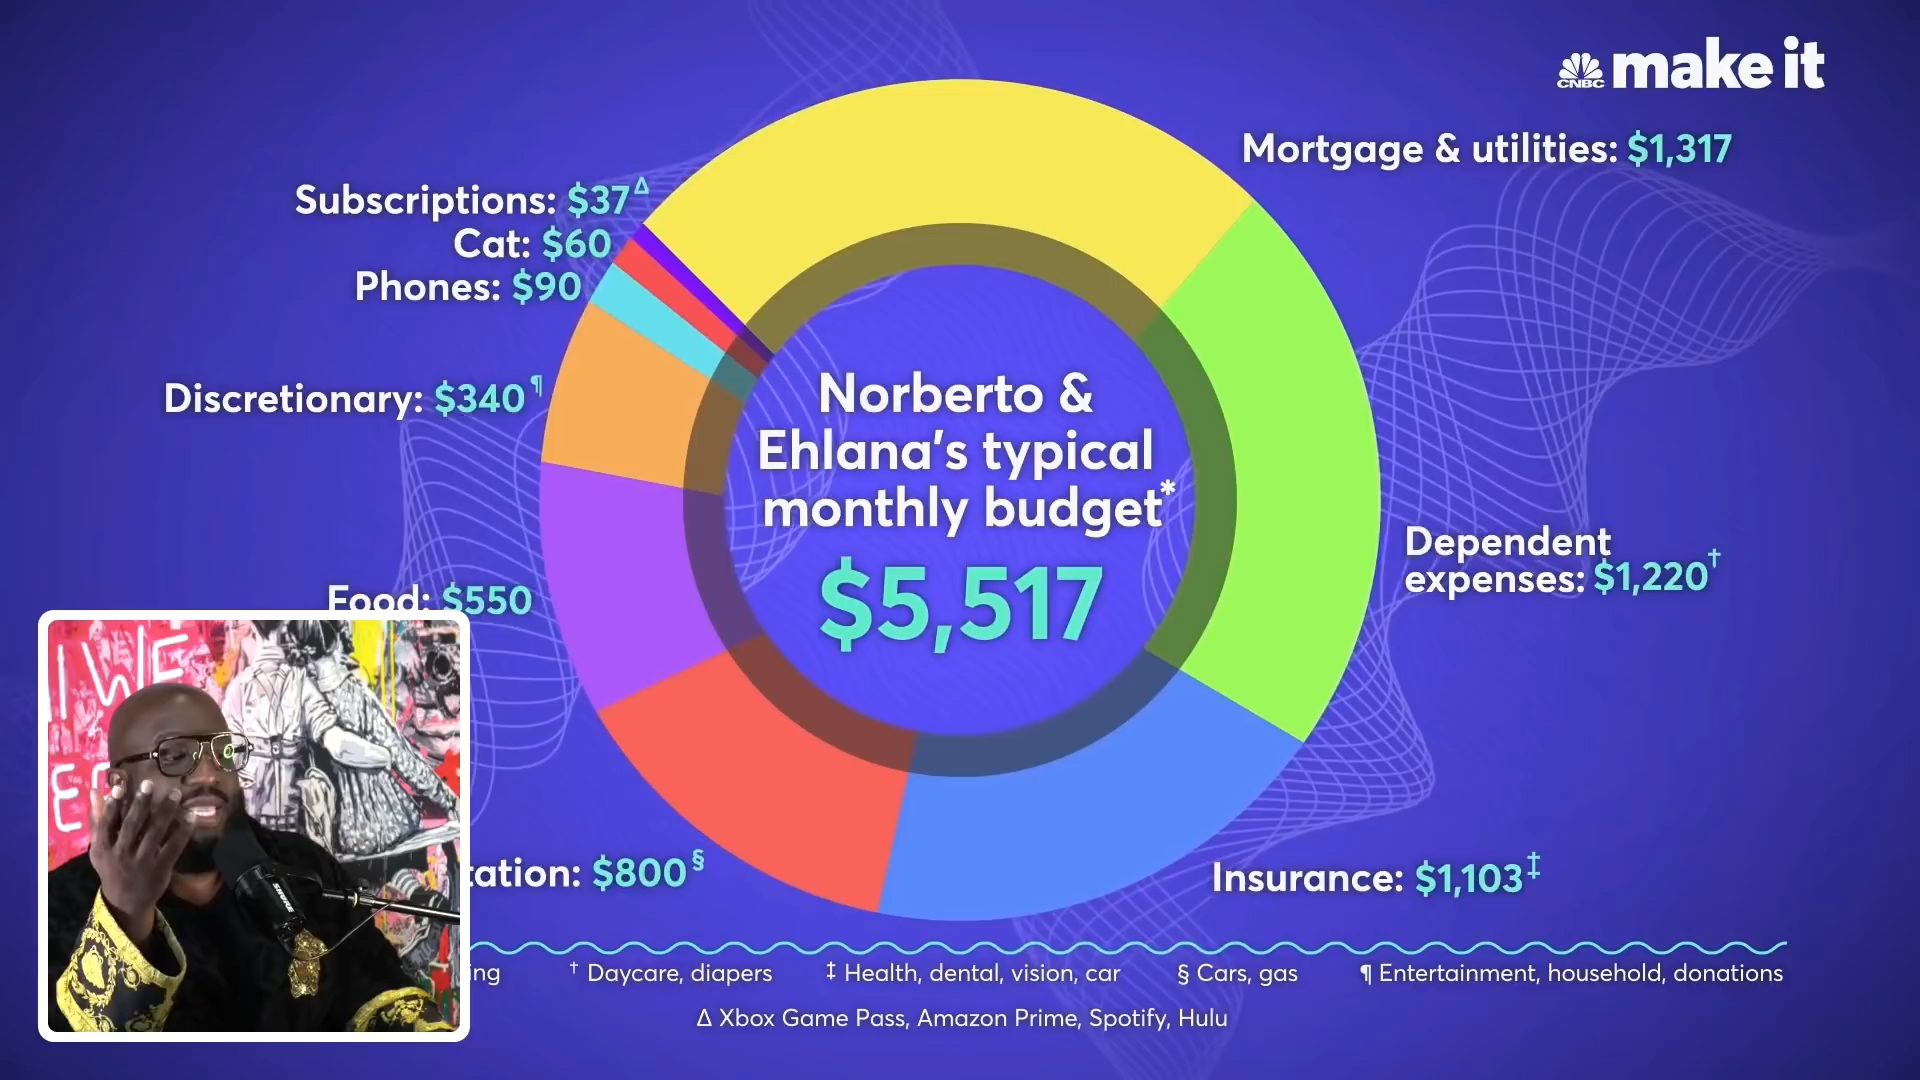 CNBC make it
Mortgage & utilities: $1,317
Subscriptions: $37Δ
Cat: $60
Phones: $90
Discretionary: $340¶
Norberto &
Ehlana's typical
monthly budget*
$5,517
Dependent
expenses: $1,220†
Food: $550
tation: $800§
Insurance: $1,103‡
ing † Daycare, diapers ‡ Health, dental, vision, car § Cars, gas ¶ Entertainment, household, donations
Δ Xbox Game Pass, Amazon Prime, Spotify, Hulu
SHURE